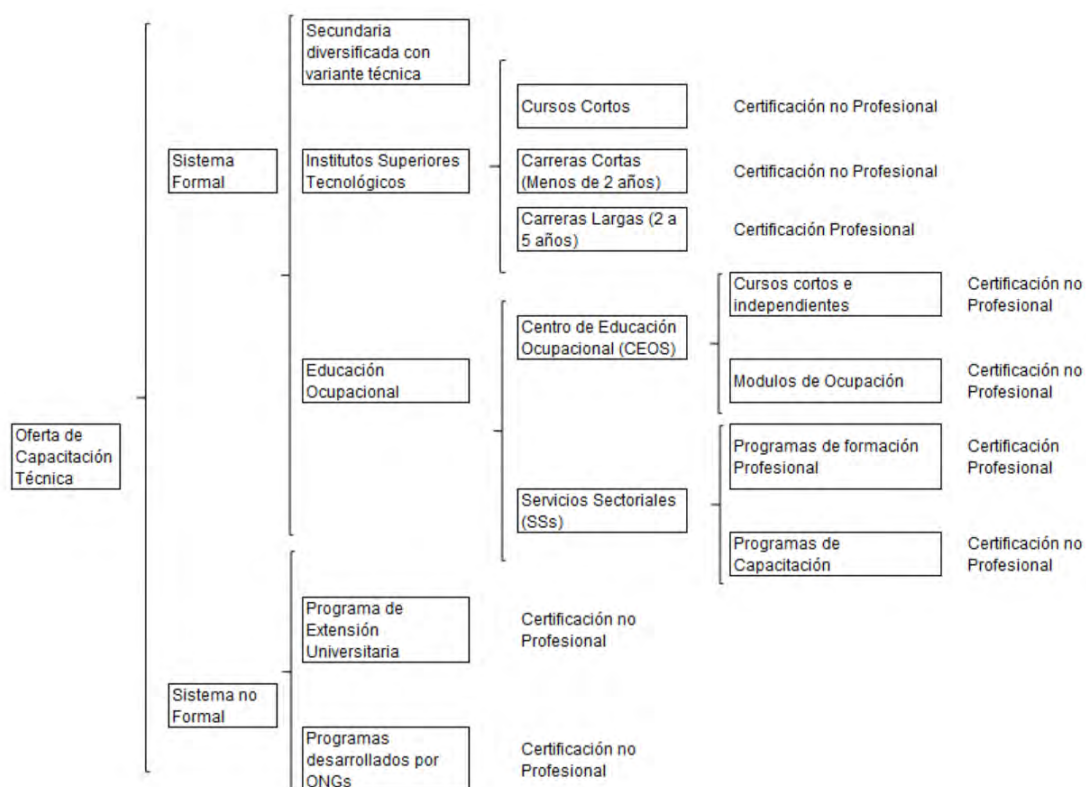 Oferta de
Capacitación
Técnica
Sistema
Formal
Secundaria
diversificada con
variante técnica
Institutos Superiores
Tecnológicos
Cursos Cortos
Certificación no Profesional
Carreras Cortas
(Menos de 2 años)
Certificación no Profesional
Carreras Largas (2 a
5 años)
Certificación Profesional
Educación
Ocupacional
Centro de Educación
Ocupacional (CEOS)
Cursos cortos e
independientes
Certificación no
Profesional
Modulos de Ocupación
Certificación no
Profesional
Servicios Sectoriales
(SSs)
Programas de formación
Profesional
Certificación
Profesional
Programas de
Capacitación
Certificación no
Profesional
Sistema no
Formal
Programa de
Extensión
Universitaria
Certificación no
Profesional
Programas
desarrollados por
ONGs
Certificación no
Profesional